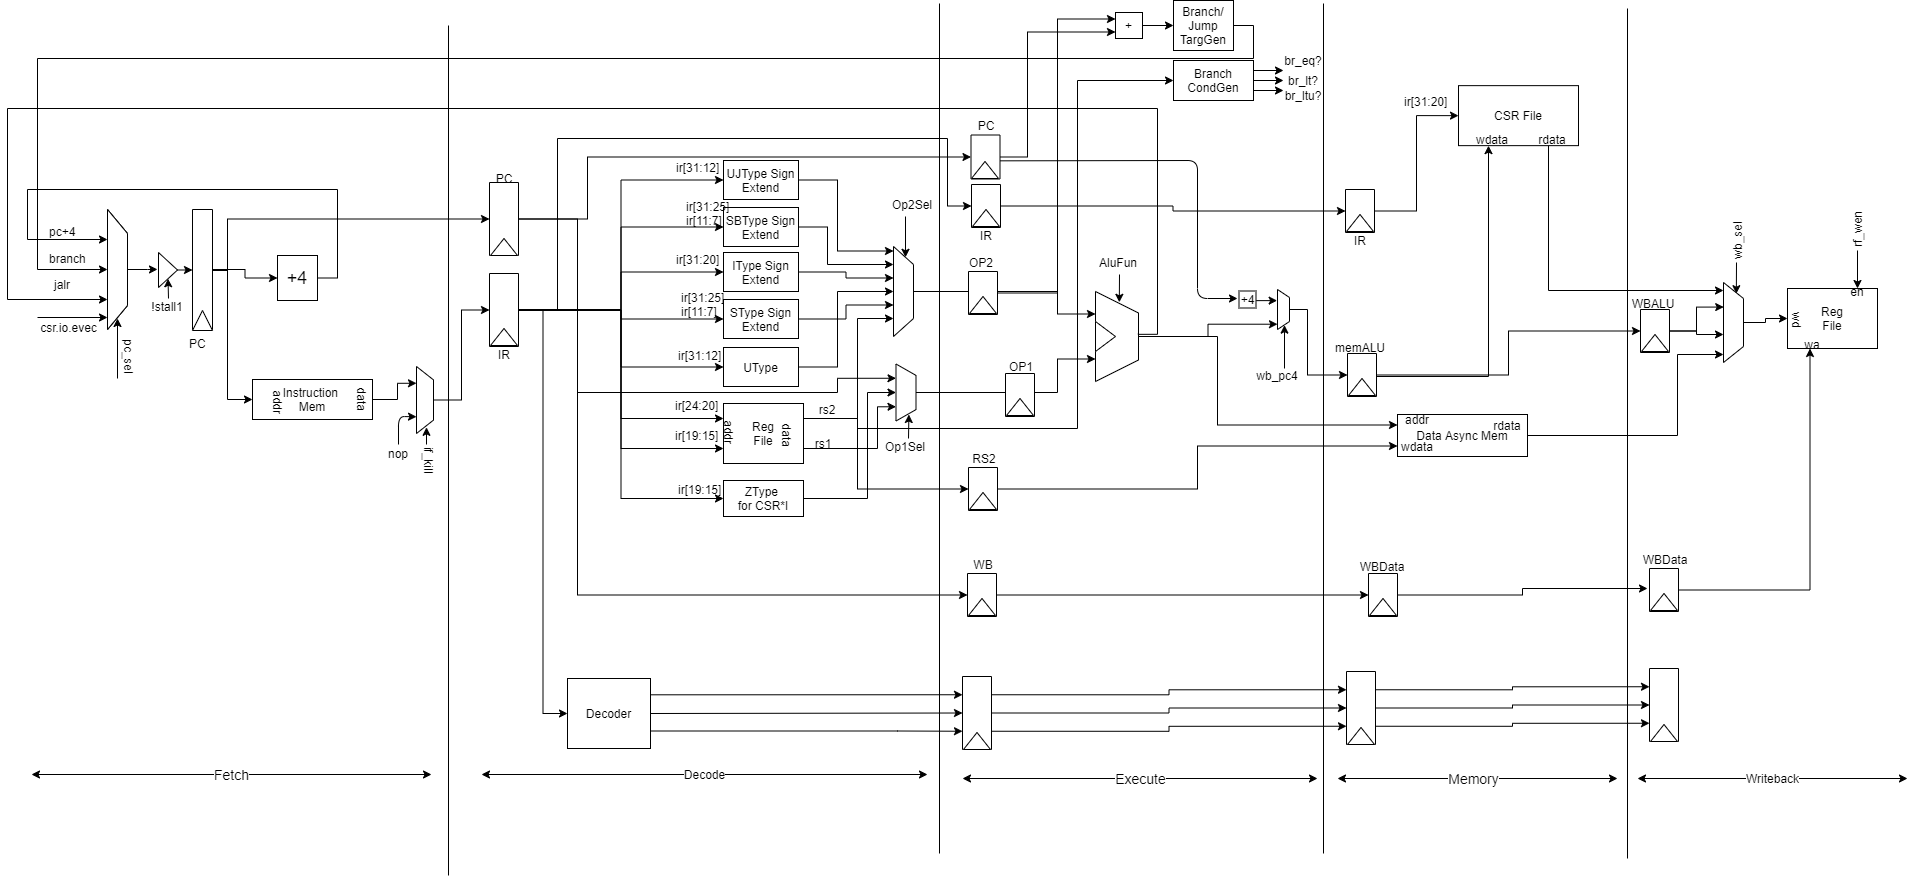 Branch/
Jump
TargGen
+
Branch
CondGen
br_eq?
br_lt?
br_ltu?
ir[31:20]
CSR File
wdata
rdata
PC
IR
PC
ir[31:12]
UJType Sign
Extend
ir[31:25]
ir[11:7]
SBType Sign
Extend
ir[31:20]
IType Sign
Extend
ir[31:25]
ir[11:7]
SType Sign
Extend
ir[31:12]
UType
Op2Sel
OP2
AluFun
IR
pc+4
branch
jalr
csr.io.evec
pc_sel
!stall1
PC
+4
IR
Instruction
Mem
addr
data
nop
if_kill
ir[24:20]
ir[19:15]
Reg
File
addr
data
rs2
rs1
Op1Sel
OP1
ir[19:15]
ZType
for CSR*I
RS2
+4
wb_pc4
memALU
addr
rdata
Data Async Mem
wdata
WBALU
wb_sel
rf_wen
en
Reg
File
wd
wa
WB
WBData
WBData
Decoder
Fetch
Decode
Execute
Memory
Writeback